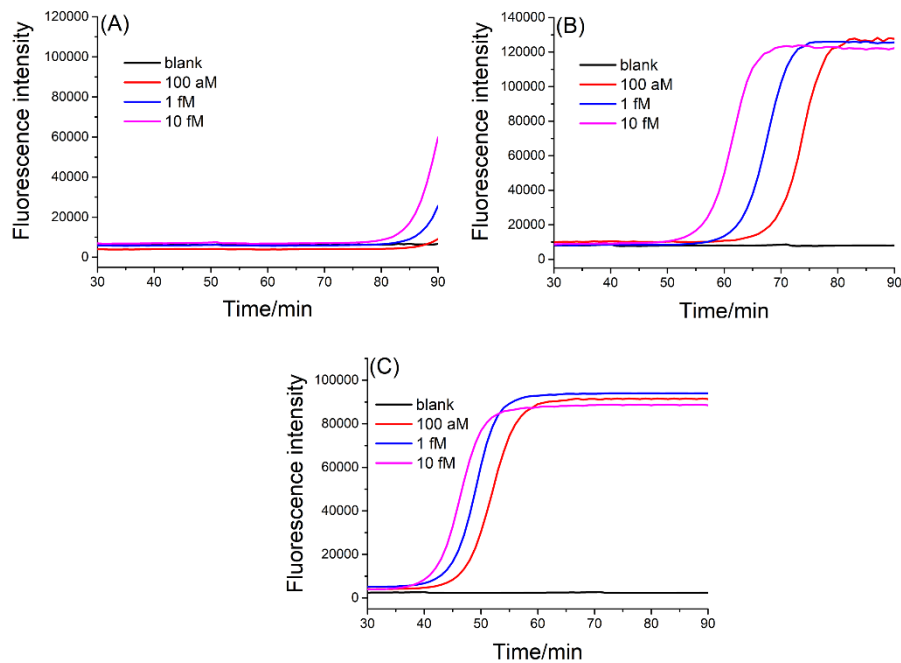 (A)
120000
100000
80000
60000
40000
20000
0
Fluorescence intensity
blank
100 aM
1 fM
10 fM
30 40 50 60 70 80 90
Time/min
(B)
140000
120000
100000
80000
60000
40000
20000
0
Fluorescence intensity
blank
100 aM
1 fM
10 fM
30 40 50 60 70 80 90
Time/min
(C)
100000
80000
60000
40000
20000
0
Fluorescence intensity
blank
100 aM
1 fM
10 fM
30 40 50 60 70 80 90
Time/min